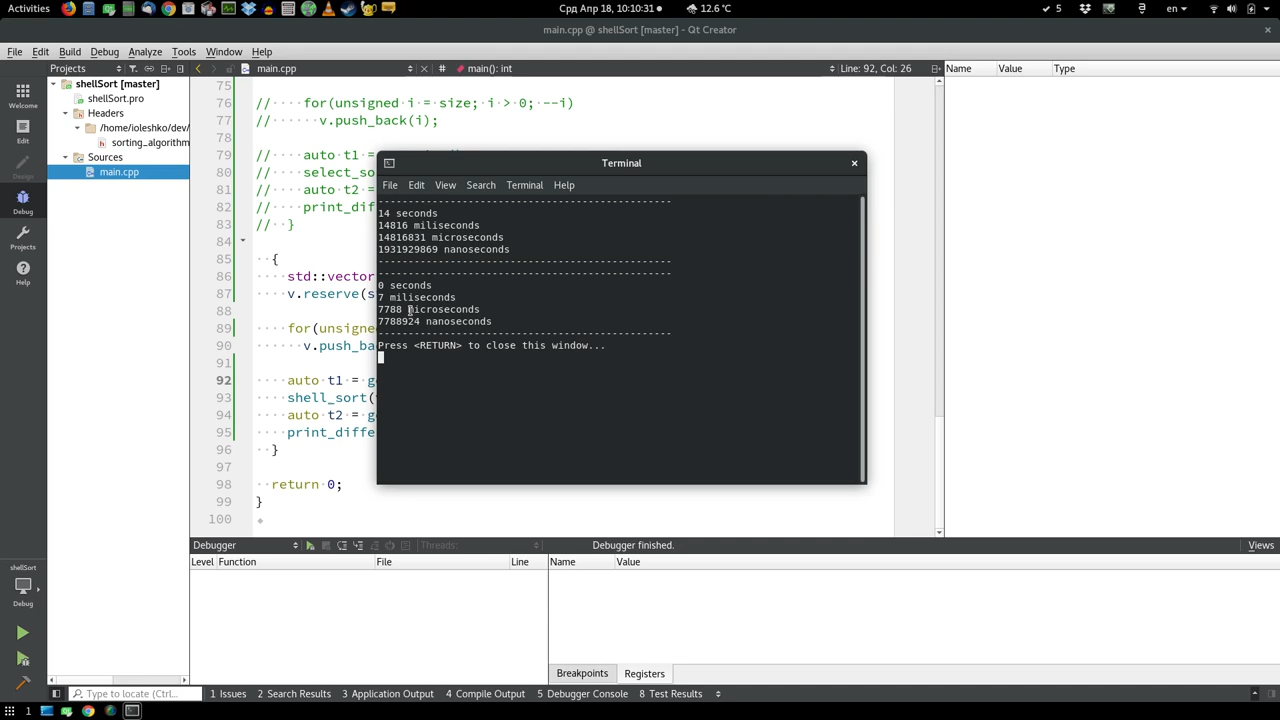 Activities
Срд Апр 18, 10:10:31
12.6 °C
5
en
main.cpp @ shellSort [master] - Qt Creator
File Edit Build Debug Analyze Tools Window Help
Projects
main.cpp
# main(): int
Line: 92, Col: 26
Name Value Type
Welcome
Edit
Design
Debug
Projects
Help
shellSort [master]
shellSort.pro
Headers
/home/ioleshko/dev/
sorting_algorithm
Sources
main.cpp
75
76 // ···· for(unsigned i = size; i > 0; --i)
77 // ······ v.push_back(i);
78
79 // ···· auto t1 =
80 // ···· select_so
81 // ···· auto t2 =
82 // ···· print_dif
83 // ·· }
84
85 ·· {
86 ···· std::vector
87 ···· v.reserve(s
88
89 ···· for(unsigne
90 ······ v.push_ba
91
92 ···· auto t1 = g
93 ···· shell_sort(
94 ···· auto t2 = g
95 ···· print_diffe
96 ·· }
97
98 ·· return 0;
99 }
100
Terminal
File Edit View Search Terminal Help
-------------------------------------------------
14 seconds
14816 miliseconds
14816831 microseconds
1931929869 nanoseconds
-------------------------------------------------
-------------------------------------------------
0 seconds
7 miliseconds
7788 microseconds
7788924 nanoseconds
-------------------------------------------------
Press <RETURN> to close this window...
Debugger
Threads:
Debugger finished.
Views
Level Function File Line
Name Value
Breakpoints Registers
shellSort
Debug
Type to locate (Ctrl...
1 Issues 2 Search Results 3 Application Output 4 Compile Output 5 Debugger Console 8 Test Results
1